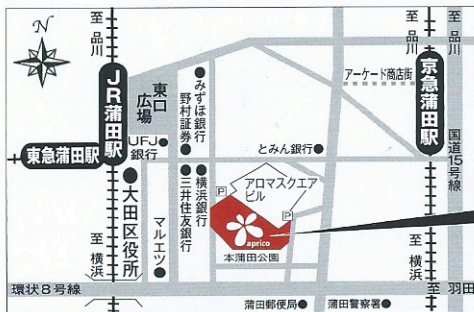 N
至 品川
至 品川
至 品川
JR蒲田駅
東急蒲田駅
東口
広場
みずほ銀行
野村証券
アーケード商店街
京急蒲田駅
国道15号線
UFJ
銀行
とみん銀行
大田区役所
マルエツ
横浜銀行
三井住友銀行
アロマスクエア
ビル
P
P
aprico
本蒲田公園
至 横浜
至 横浜
環状8号線
至 羽田
蒲田郵便局
蒲田警察署